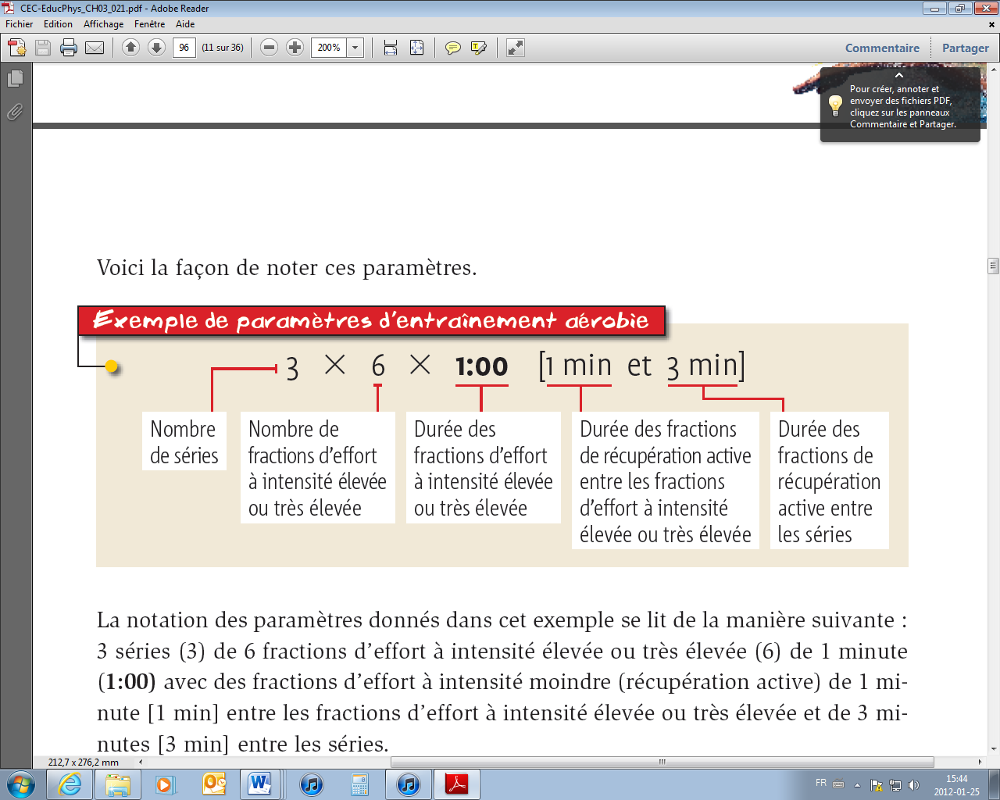 CEC-EducPhys_CH03_021.pdf - Adobe Reader
Fichier Edition Affichage Fenêtre Aide
96 (11 sur 36) 200% Commentaire Partager
Pour créer, annoter et
envoyer des fichiers PDF,
cliquez sur les panneaux
Commentaire et Partager.
Voici la façon de noter ces paramètres.
Exemple de paramètres d'entraînement aérobie
3 × 6 × 1:00 [1 min et 3 min]
Nombre
de séries
Nombre de
fractions d'effort
à intensité élevée
ou très élevée
Durée des
fractions d'effort
à intensité élevée
ou très élevée
Durée des fractions
de récupération active
entre les fractions
d'effort à intensité
élevée ou très élevée
Durée des
fractions de
récupération
active entre
les séries
La notation des paramètres donnés dans cet exemple se lit de la manière suivante :
3 séries (3) de 6 fractions d'effort à intensité élevée ou très élevée (6) de 1 minute
(1:00) avec des fractions d'effort à intensité moindre (récupération active) de 1 mi-
nute [1 min] entre les fractions d'effort à intensité élevée ou très élevée et de 3 mi-
nutes [3 min] entre les séries.
212,7 x 276,2 mm
FR 15:44
2012-01-25